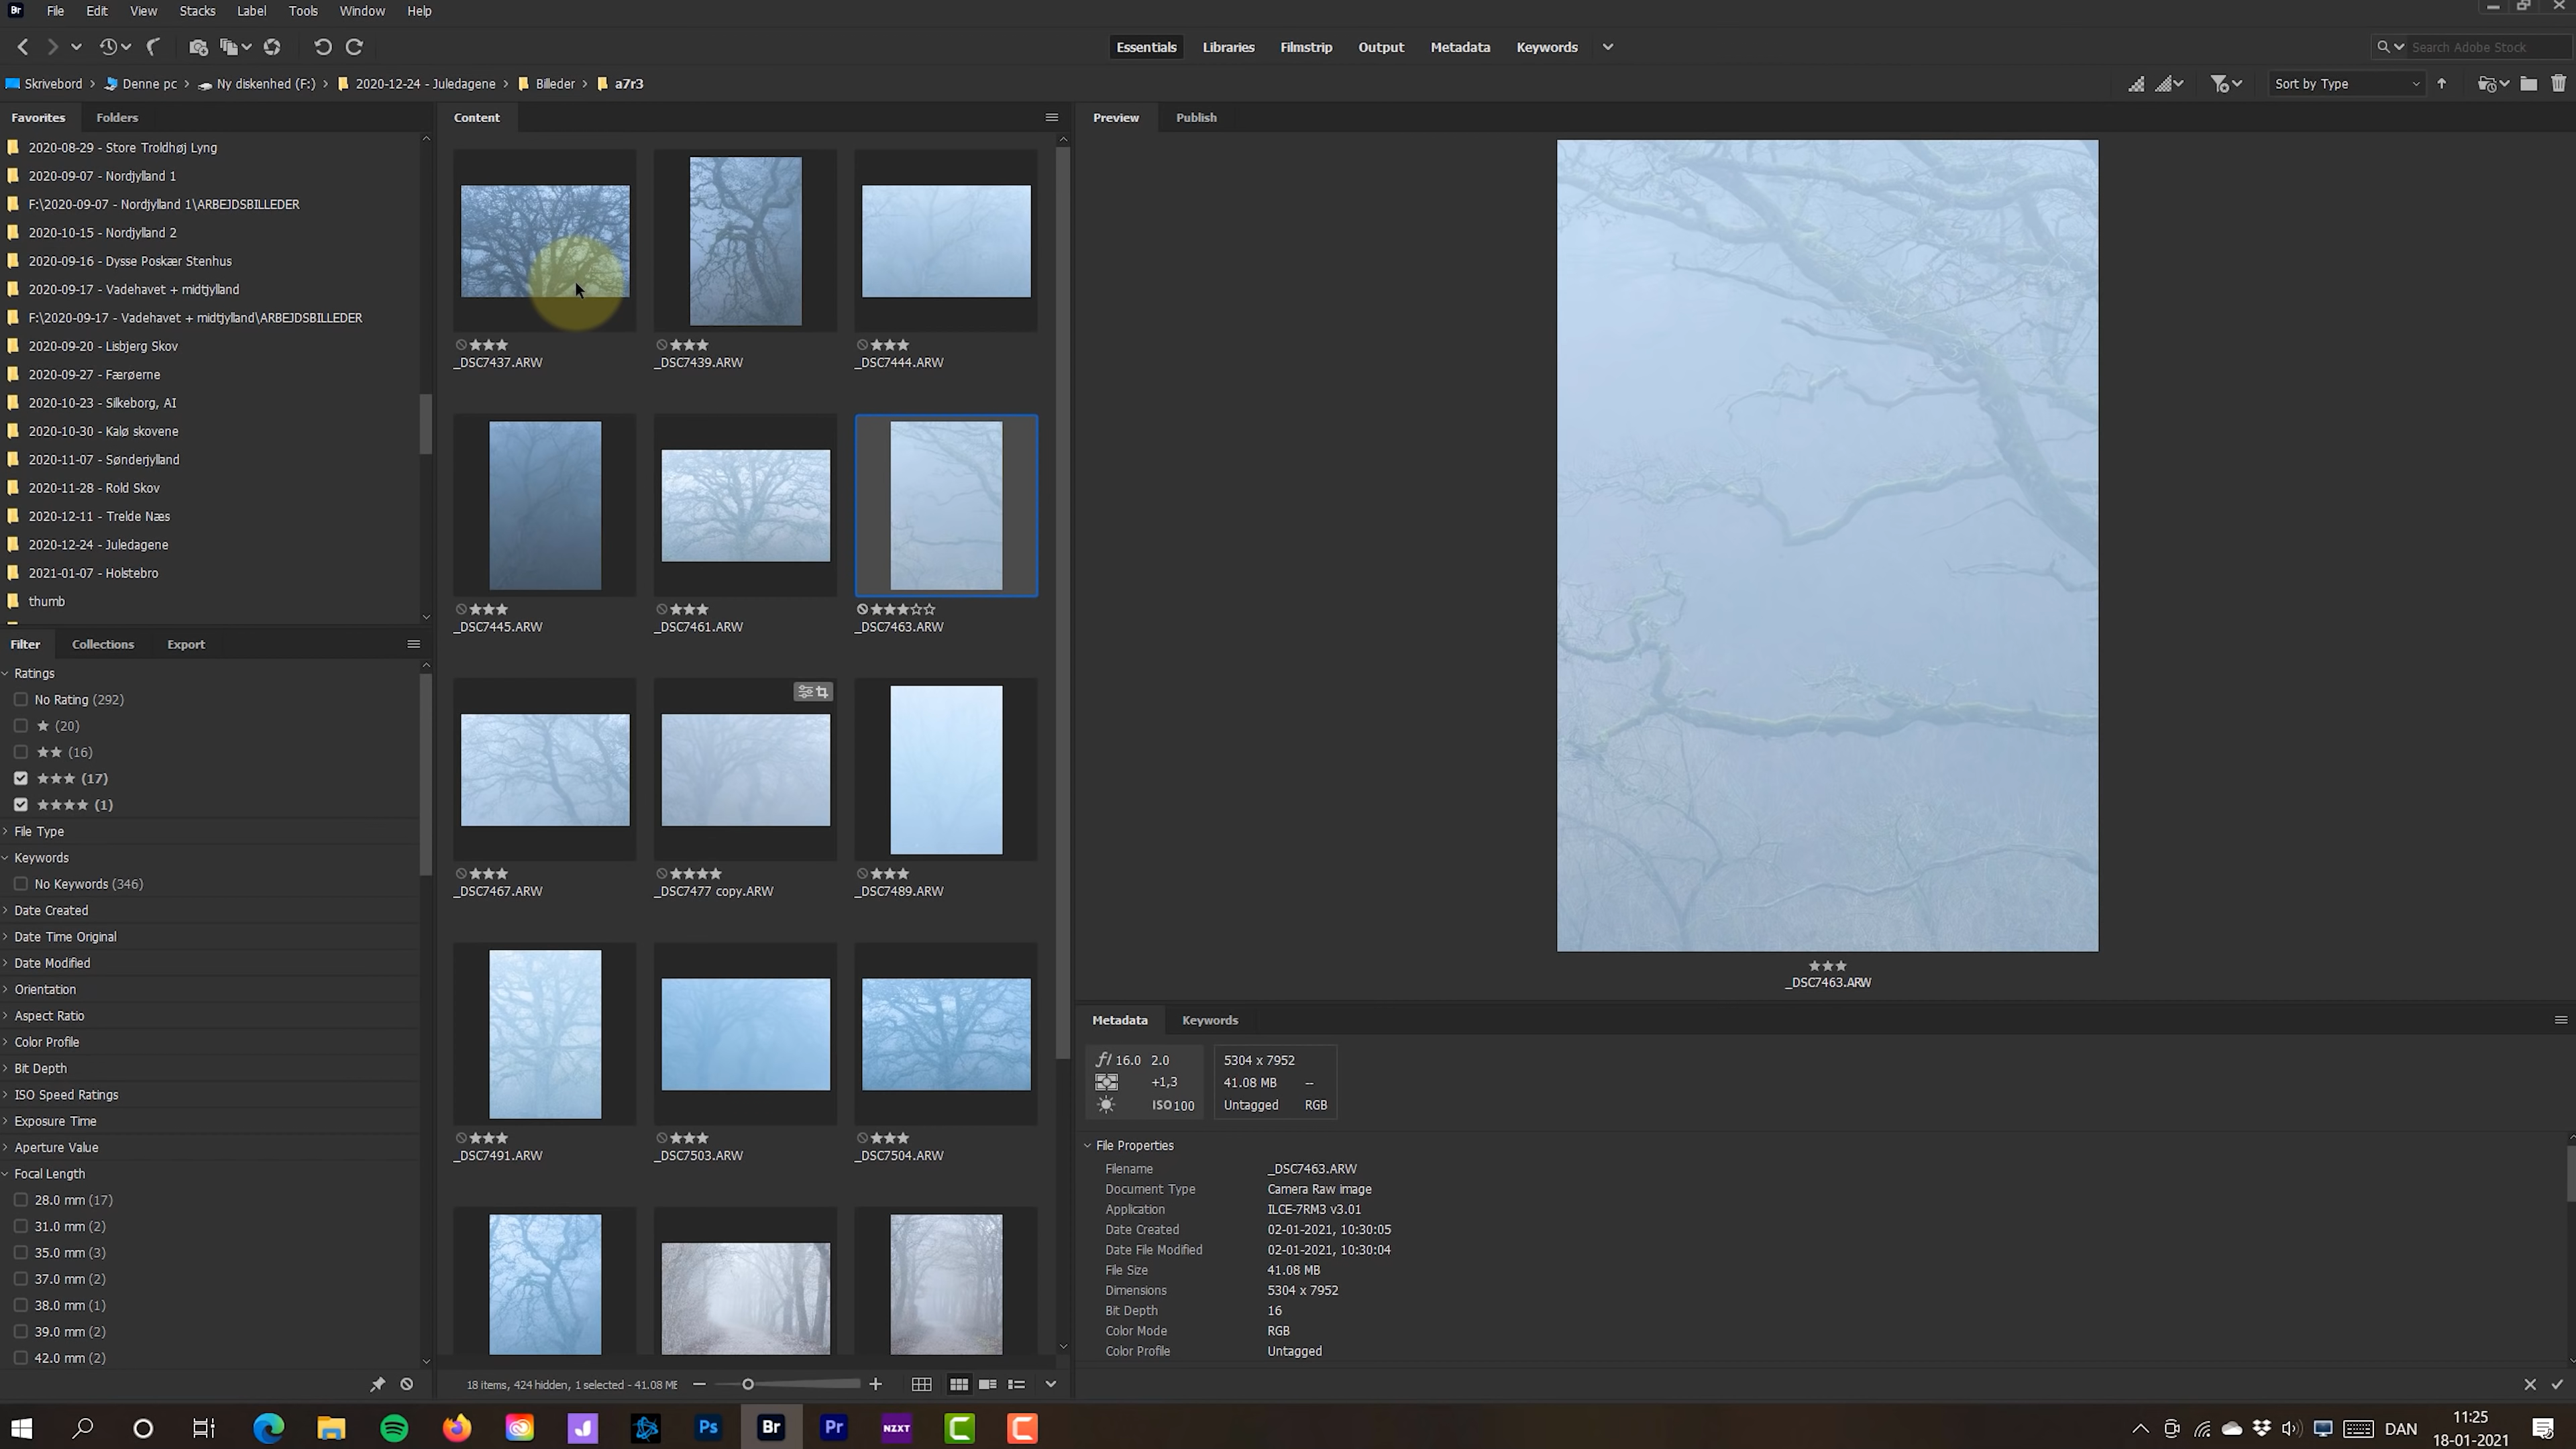 Br File Edit View Stacks Label Tools Window Help
Essentials Libraries Filmstrip Output Metadata Keywords
Search Adobe Stock
Skrivebord Denne pc Ny diskenhed (F:) 2020-12-24 - Juledagene Billeder a7r3
Sort by Type
Favorites Folders
2020-08-29 - Store Troldhøj Lyng
2020-09-07 - Nordjylland 1
F:\2020-09-07 - Nordjylland 1\ARBEJDSBILLEDER
2020-10-15 - Nordjylland 2
2020-09-16 - Dysse Poskær Stenhus
2020-09-17 - Vadehavet + midtjylland
F:\2020-09-17 - Vadehavet + midtjylland\ARBEJDSBILLEDER
2020-09-20 - Lisbjerg Skov
2020-09-27 - Færøerne
2020-10-23 - Silkeborg, AI
2020-10-30 - Kalø skovene
2020-11-07 - Sønderjylland
2020-11-28 - Rold Skov
2020-12-11 - Trelde Næs
2020-12-24 - Juledagene
2021-01-07 - Holstebro
thumb
Filter Collections Export
Ratings
No Rating (292)
★ (20)
★★ (16)
★★★ (17)
★★★★ (1)
File Type
Keywords
No Keywords (346)
Date Created
Date Time Original
Date Modified
Orientation
Aspect Ratio
Color Profile
Bit Depth
ISO Speed Ratings
Exposure Time
Aperture Value
Focal Length
28.0 mm (17)
31.0 mm (2)
35.0 mm (3)
37.0 mm (2)
38.0 mm (1)
39.0 mm (2)
42.0 mm (2)
Content
_DSC7437.ARW _DSC7439.ARW _DSC7444.ARW
_DSC7445.ARW _DSC7461.ARW _DSC7463.ARW
_DSC7467.ARW _DSC7477 copy.ARW _DSC7489.ARW
_DSC7491.ARW _DSC7503.ARW _DSC7504.ARW
18 items, 424 hidden, 1 selected - 41.08 ME
Preview Publish
_DSC7463.ARW
Metadata Keywords
f/ 16.0 2.0
+1,3
ISO 100
5304 x 7952
41.08 MB --
Untagged RGB
File Properties
Filename _DSC7463.ARW
Document Type Camera Raw image
Application ILCE-7RM3 v3.01
Date Created 02-01-2021, 10:30:05
Date File Modified 02-01-2021, 10:30:04
File Size 41.08 MB
Dimensions 5304 x 7952
Bit Depth 16
Color Mode RGB
Color Profile Untagged
Ps Br Pr NZXT
DAN
11:25
18-01-2021